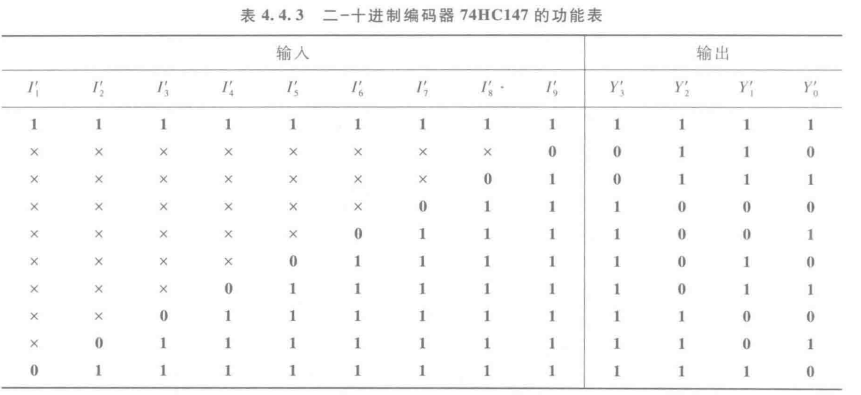 表 4.4.3 二-十进制编码器 74HC147 的功能表
输入 输出
I′1 I′2 I′3 I′4 I′5 I′6 I′7 I′8 I′9 Y′3 Y′2 Y′1 Y′0
1 1 1 1 1 1 1 1 1 1 1 1 1
× × × × × × × × 0 0 1 1 0
× × × × × × × 0 1 0 1 1 1
× × × × × × 0 1 1 1 0 0 0
× × × × × 0 1 1 1 1 0 0 1
× × × × 0 1 1 1 1 1 0 1 0
× × × 0 1 1 1 1 1 1 0 1 1
× × 0 1 1 1 1 1 1 1 1 0 0
× 0 1 1 1 1 1 1 1 1 1 0 1
0 1 1 1 1 1 1 1 1 1 1 1 0